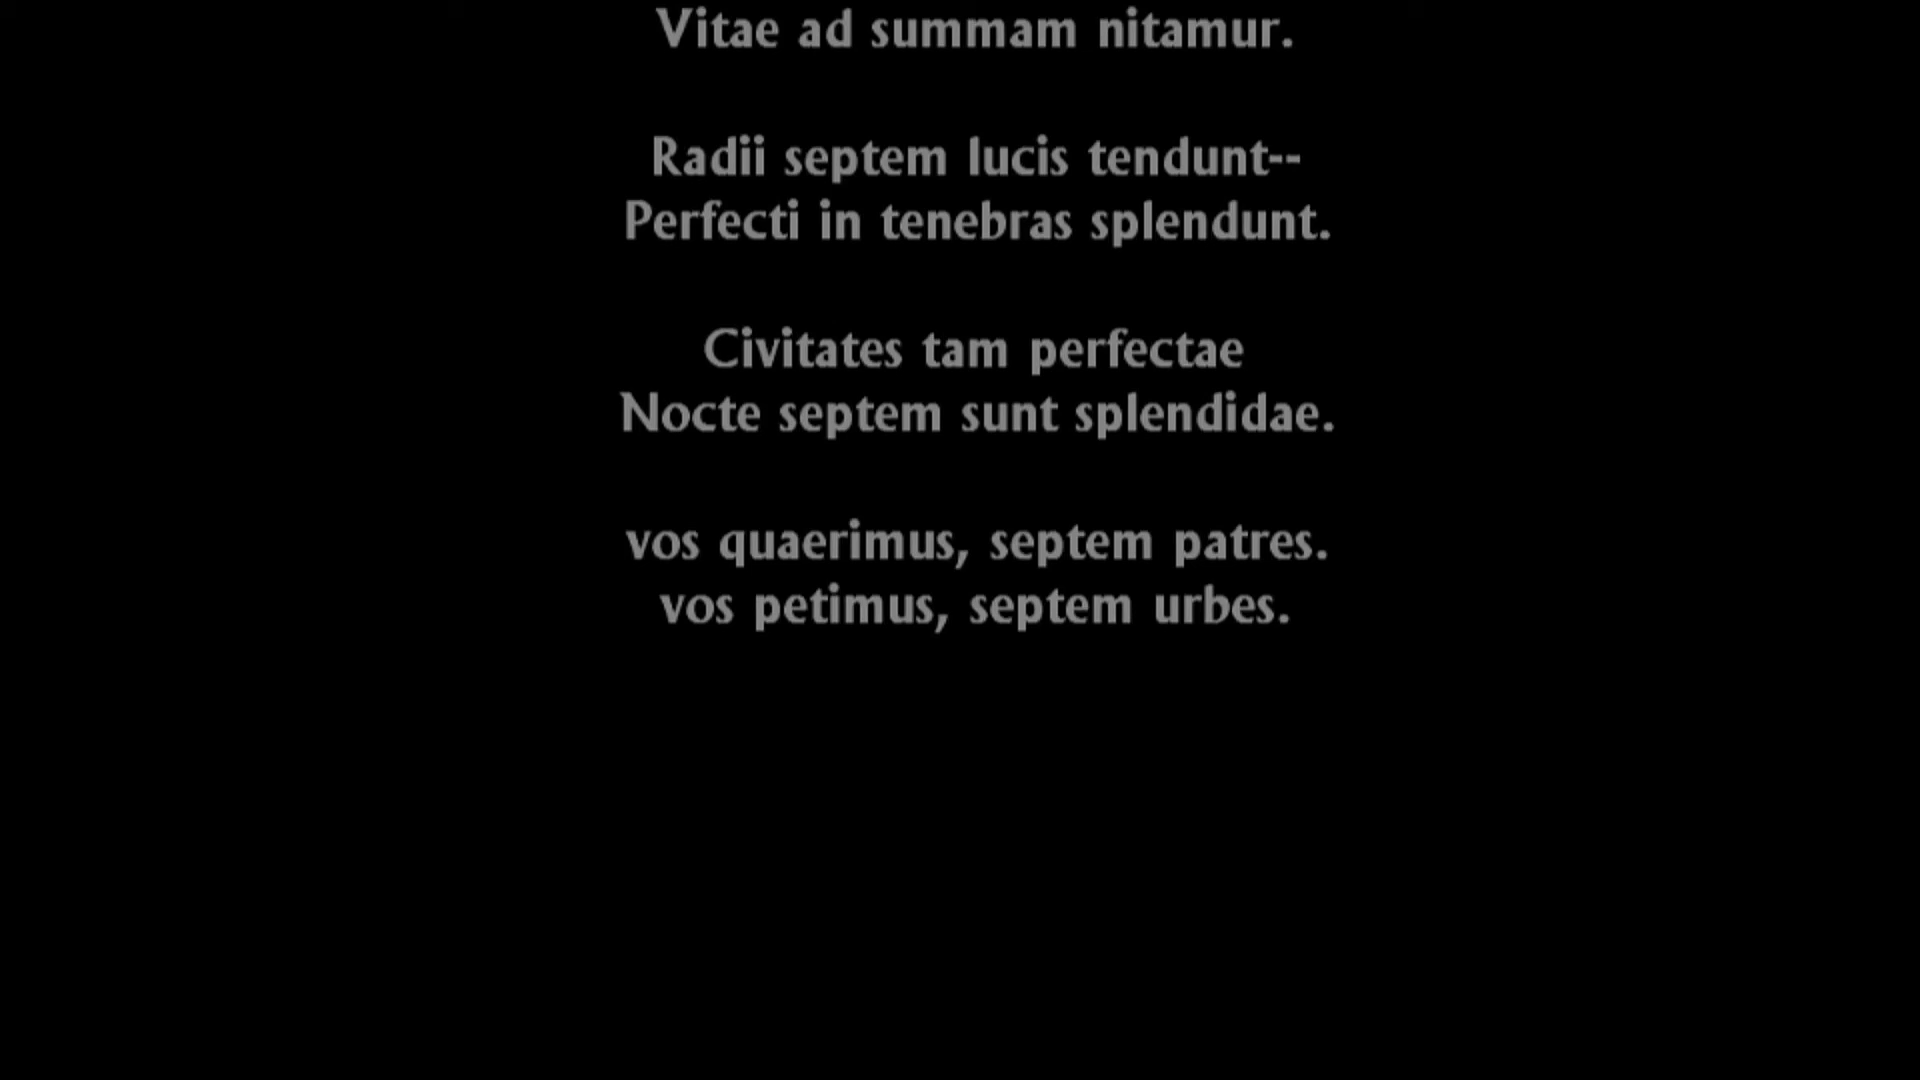 Vitae ad summam nitamur.
Radii septem lucis tendunt--
Perfecti in tenebras splendunt.
Civitates tam perfectae
Nocte septem sunt splendidae.
vos quaerimus, septem patres.
vos petimus, septem urbes.